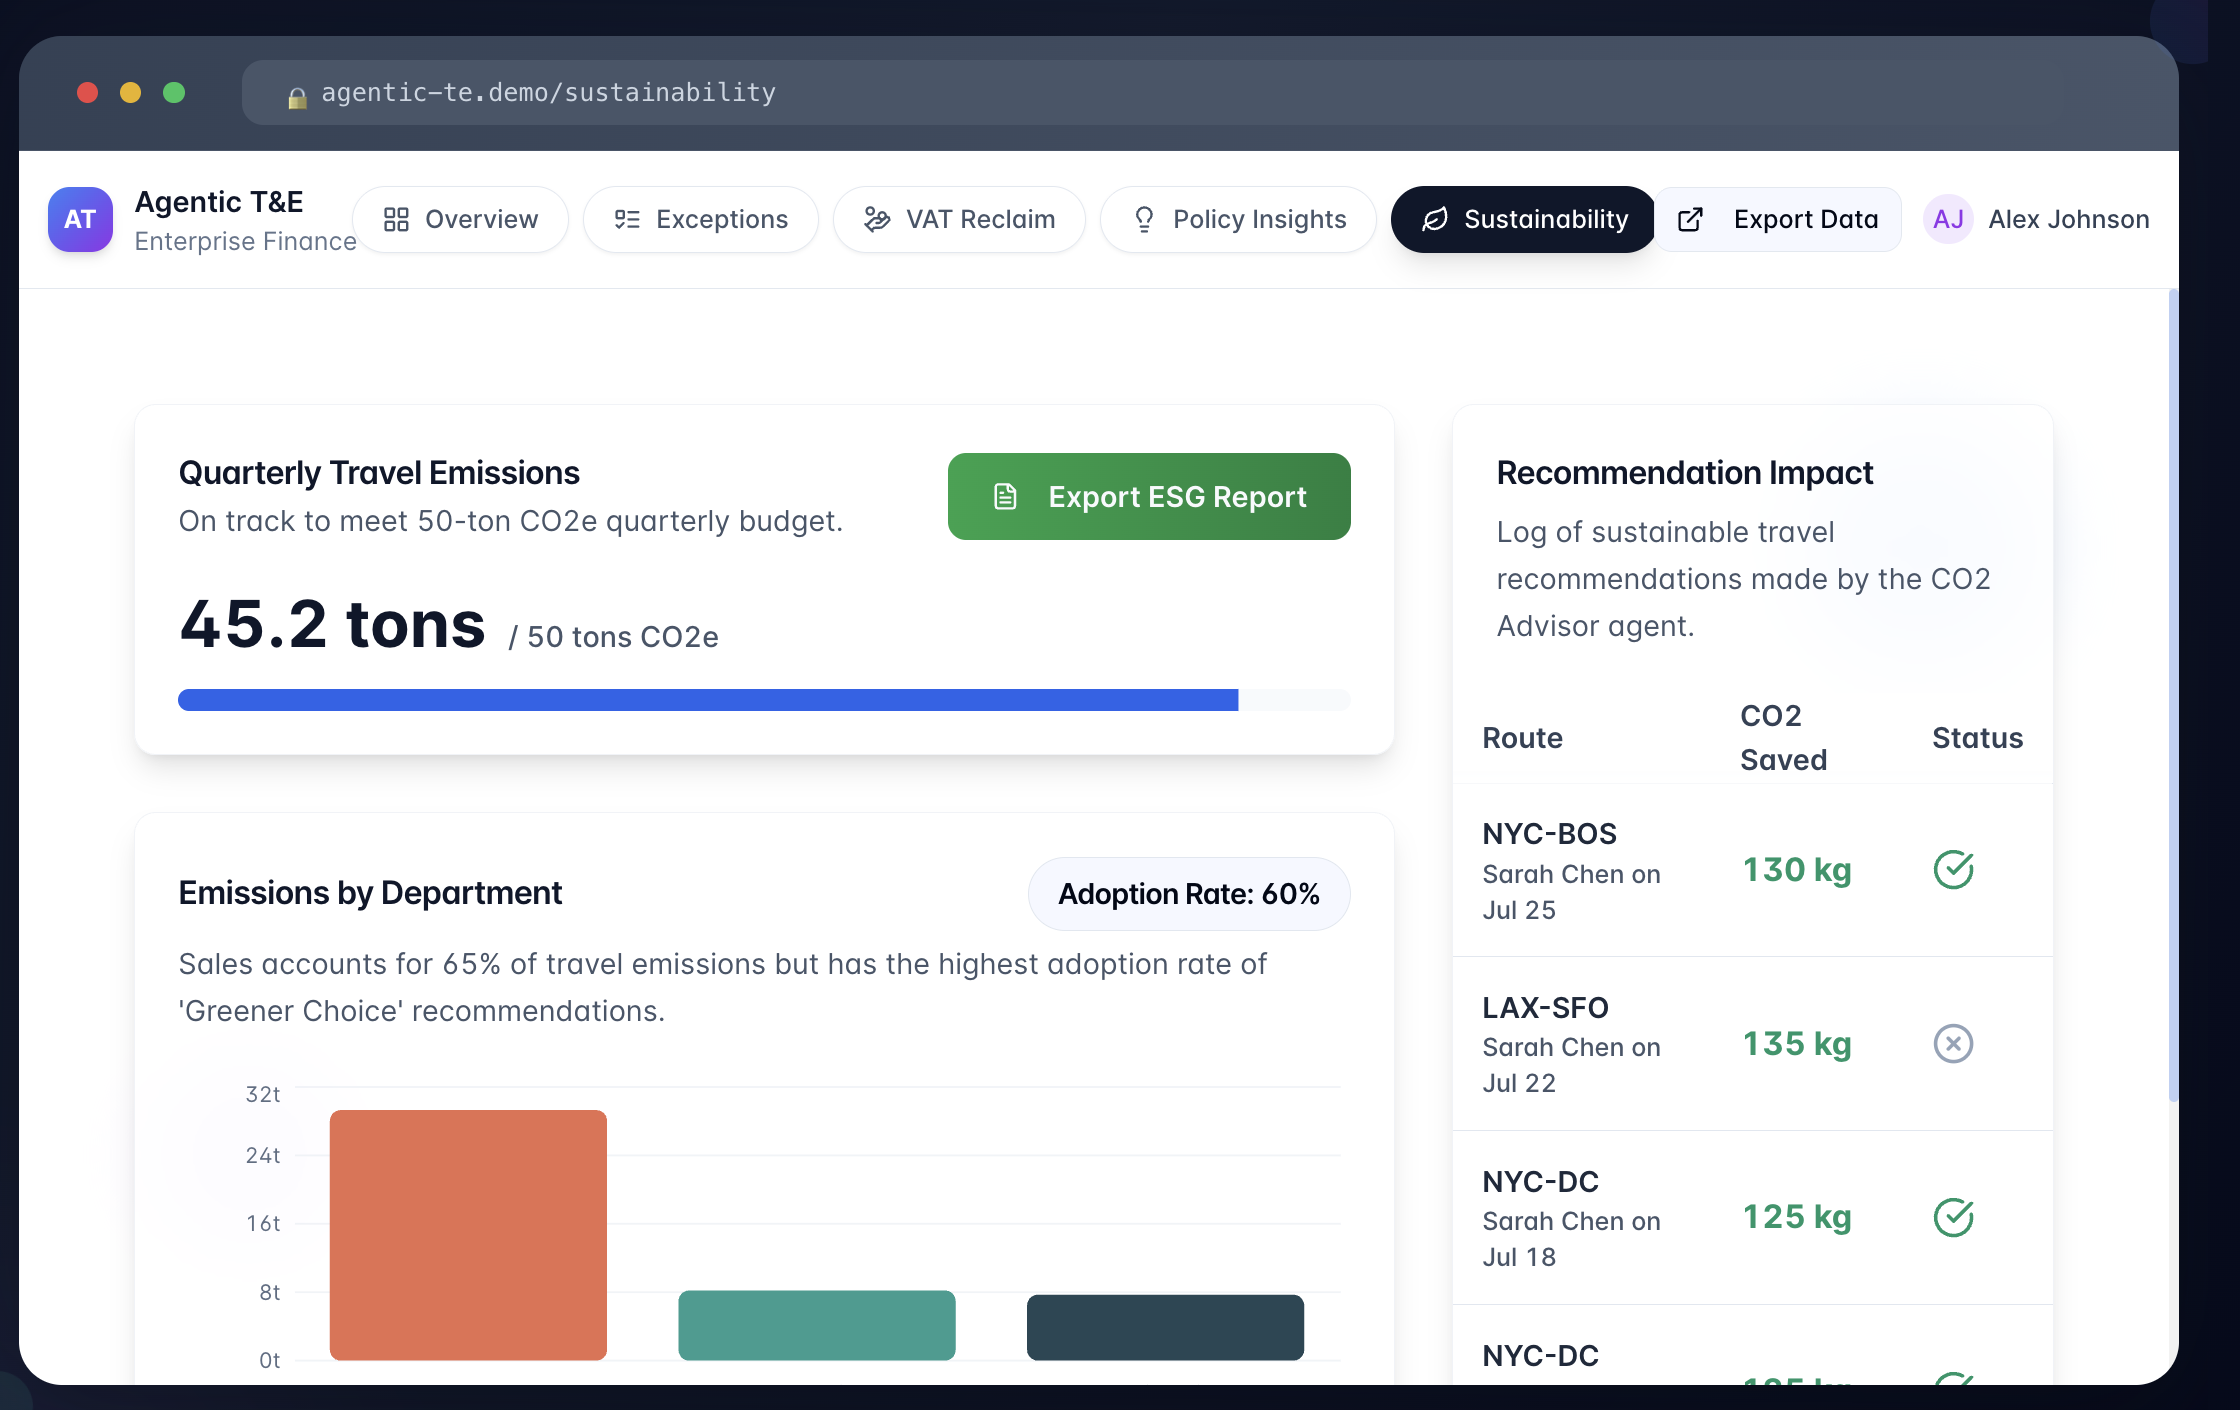 agentic-te.demo/sustainability
AT
Agentic T&E
Enterprise Finance
Overview
Exceptions
VAT Reclaim
Policy Insights
Sustainability
Export Data
AJ
Alex Johnson
Quarterly Travel Emissions
On track to meet 50-ton CO2e quarterly budget.
Export ESG Report
45.2 tons / 50 tons CO2e
Emissions by Department
Adoption Rate: 60%
Sales accounts for 65% of travel emissions but has the highest adoption rate of
'Greener Choice' recommendations.
32t
24t
16t
8t
0t
Recommendation Impact
Log of sustainable travel
recommendations made by the CO2
Advisor agent.
Route
CO2
Saved
Status
NYC-BOS
Sarah Chen on
Jul 25
130 kg
LAX-SFO
Sarah Chen on
Jul 22
135 kg
NYC-DC
Sarah Chen on
Jul 18
125 kg
NYC-DC